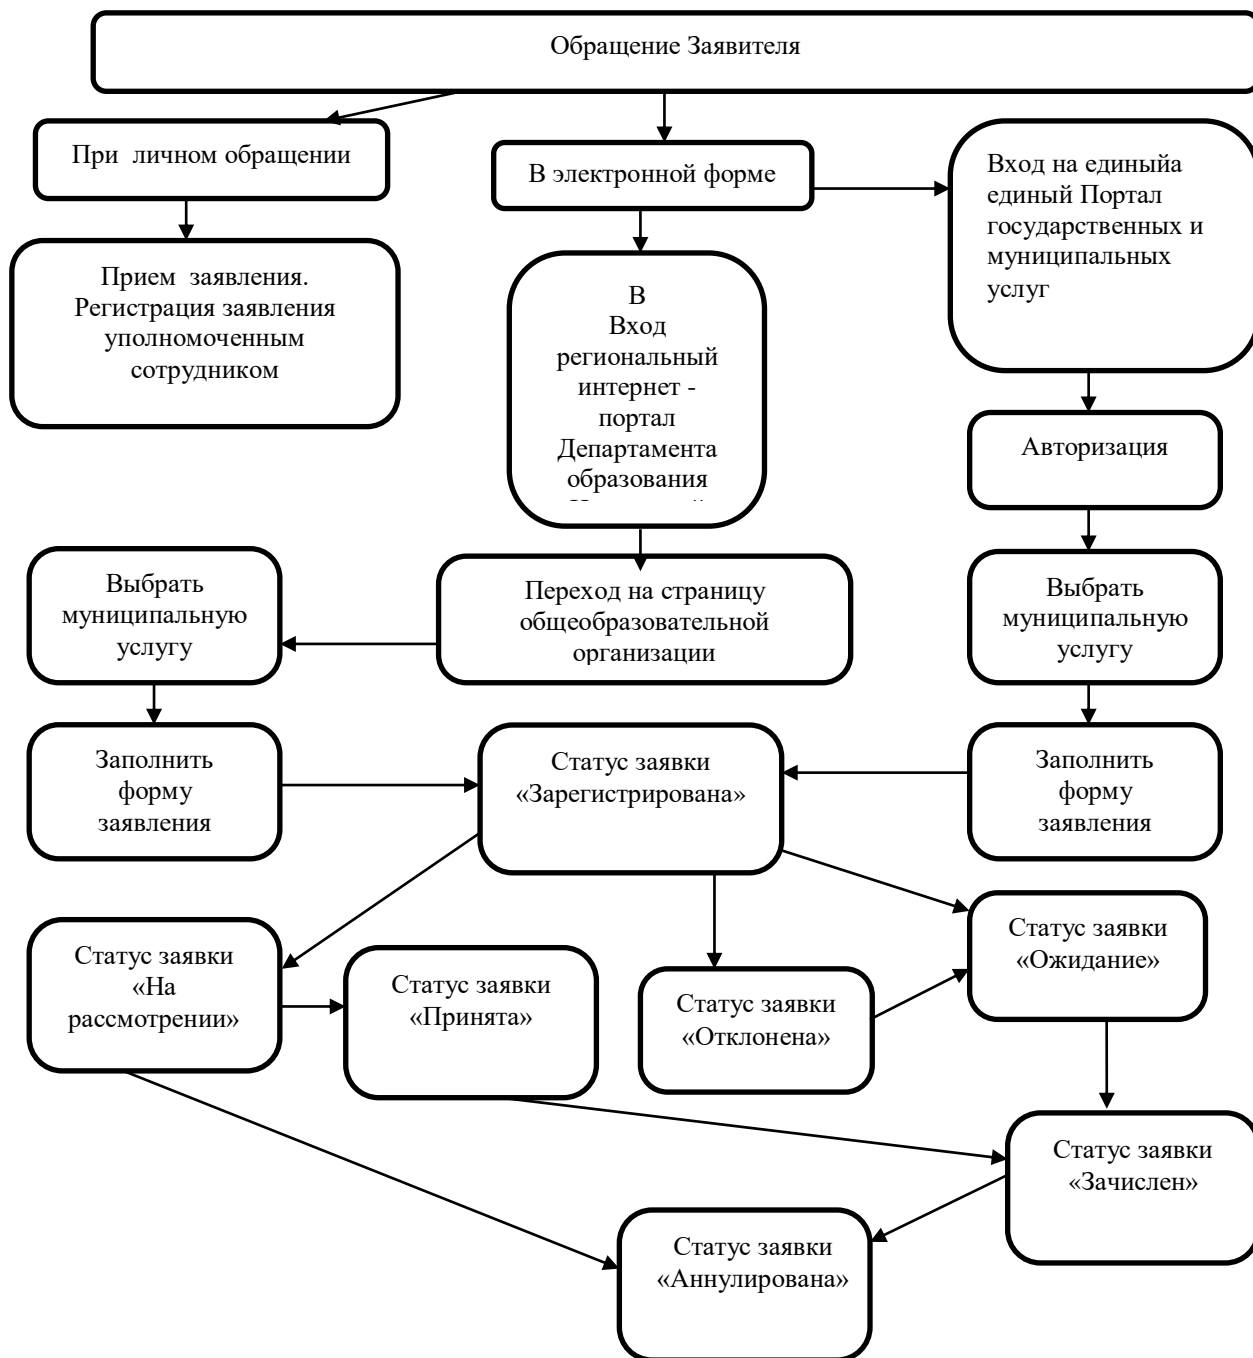 Обращение Заявителя
При личном обращении
В электронной форме
Вход на единыйа
единый Портал
государственных и
муниципальных
услуг
Прием заявления.
Регистрация заявления
уполномоченным
сотрудником
В
Вход
региональный
интернет -
портал
Департамента
образования
Авторизация
Выбрать
муниципальную
услугу
Переход на страницу
общеобразовательной
организации
Выбрать
муниципальную
услугу
Заполнить
форму
заявления
Статус заявки
«Зарегистрирована»
Заполнить
форму
заявления
Статус заявки
«На
рассмотрении»
Статус заявки
«Принята»
Статус заявки
«Отклонена»
Статус заявки
«Ожидание»
Статус заявки
«Зачислен»
Статус заявки
«Аннулирована»